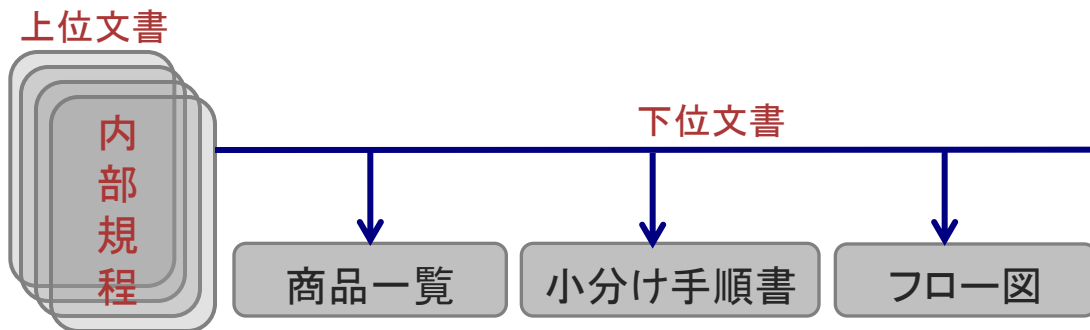 上位文書
内部規程
下位文書
商品一覧
小分け手順書
フロー図